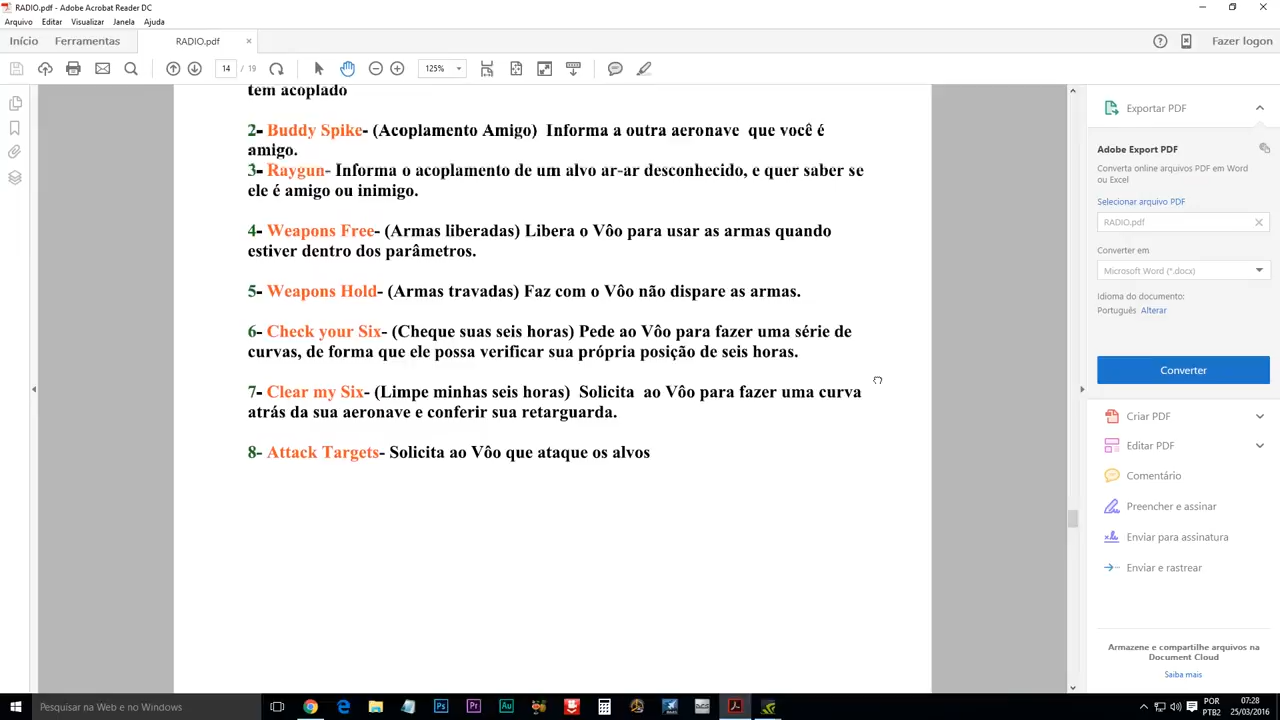 RADIO.pdf - Adobe Acrobat Reader DC
Arquivo Editar Visualizar Janela Ajuda
Início Ferramentas RADIO.pdf × Fazer logon
14 / 19 125%
tem acoplado
2- Buddy Spike- (Acoplamento Amigo) Informa a outra aeronave que você é
amigo.
3- Raygun- Informa o acoplamento de um alvo ar-ar desconhecido, e quer saber se
ele é amigo ou inimigo.
4- Weapons Free- (Armas liberadas) Libera o Vôo para usar as armas quando
estiver dentro dos parâmetros.
5- Weapons Hold- (Armas travadas) Faz com o Vôo não dispare as armas.
6- Check your Six- (Cheque suas seis horas) Pede ao Vôo para fazer uma série de
curvas, de forma que ele possa verificar sua própria posição de seis horas.
7- Clear my Six- (Limpe minhas seis horas) Solicita ao Vôo para fazer uma curva
atrás da sua aeronave e conferir sua retarguarda.
8- Attack Targets- Solicita ao Vôo que ataque os alvos
Exportar PDF
Adobe Export PDF
Converta online arquivos PDF em Word
ou Excel
Selecionar arquivo PDF
RADIO.pdf
Converter em
Microsoft Word (*.docx)
Idioma do documento:
Português Alterar
Converter
Criar PDF
Editar PDF
Comentário
Preencher e assinar
Enviar para assinatura
Enviar e rastrear
Armazene e compartilhe arquivos na
Document Cloud
Saiba mais
Pesquisar na Web e no Windows
Ps Pr Au
POR 07:28
PTB2 25/03/2016